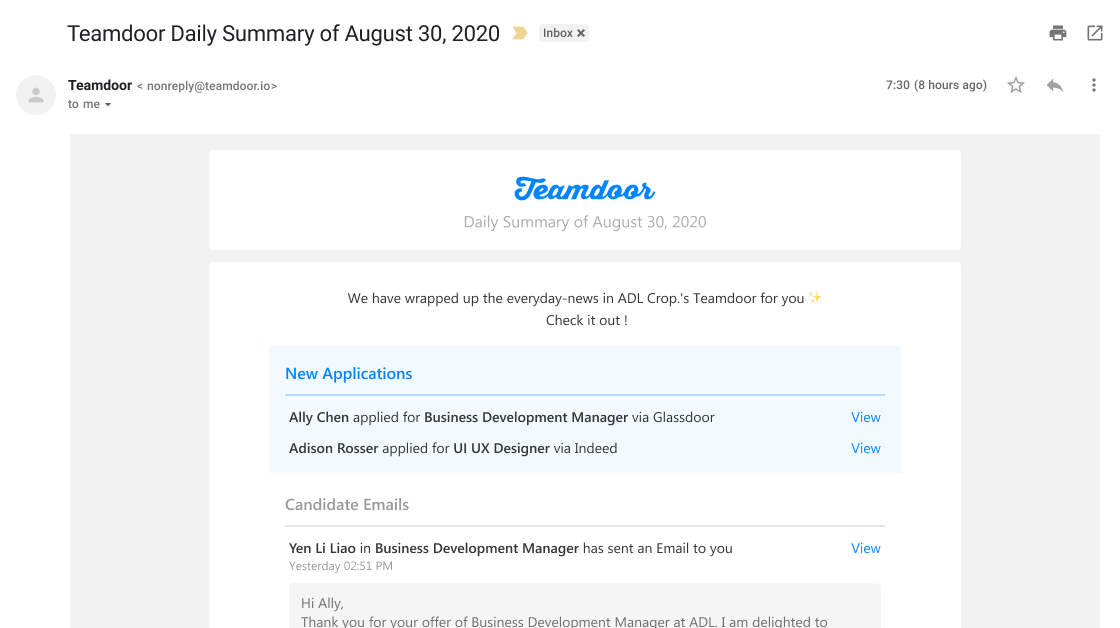 Teamdoor Daily Summary of August 30, 2020 Inbox ×
Teamdoor < nonreply@teamdoor.io> 7:30 (8 hours ago)
to me
Teamdoor
Daily Summary of August 30, 2020
We have wrapped up the everyday-news in ADL Crop.'s Teamdoor for you ✨
Check it out !
New Applications
Ally Chen applied for Business Development Manager via Glassdoor View
Adison Rosser applied for UI UX Designer via Indeed View
Candidate Emails
Yen Li Liao in Business Development Manager has sent an Email to you View
Yesterday 02:51 PM
Hi Ally,
Thank you for your offer of Business Development Manager at ADL. I am delighted to